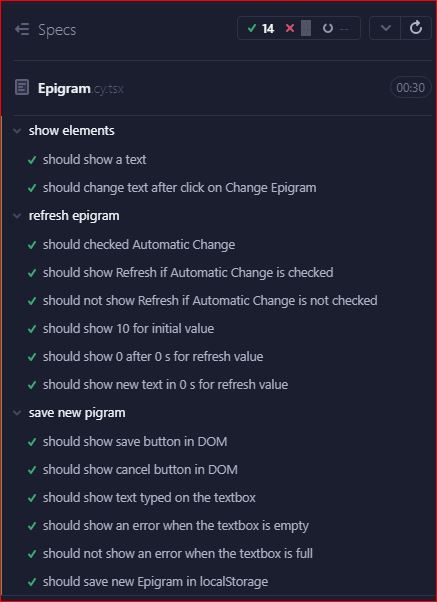 Specs
14
--
Epigram.cy.tsx
00:30
show elements
should show a text
should change text after click on Change Epigram
refresh epigram
should checked Automatic Change
should show Refresh if Automatic Change is checked
should not show Refresh if Automatic Change is not checked
should show 10 for initial value
should show 0 after 0 s for refresh value
should show new text in 0 s for refresh value
save new pigram
should show save button in DOM
should show cancel button in DOM
should show text typed on the textbox
should show an error when the textbox is empty
should not show an error when the textbox is full
should save new Epigram in localStorage